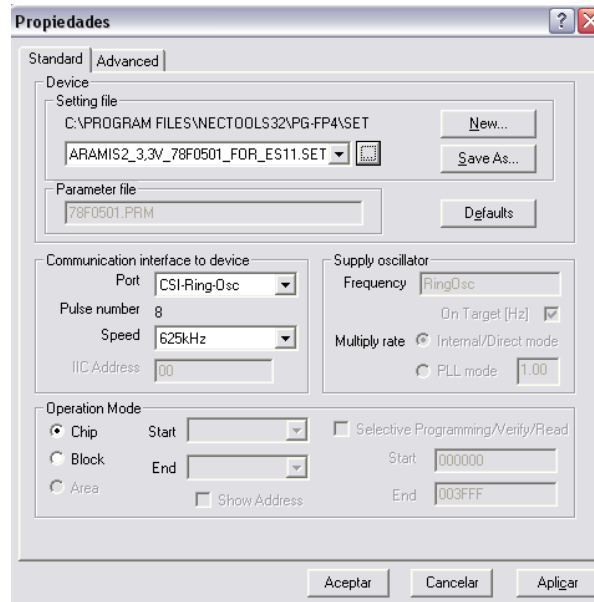 Propiedades
Standard Advanced
Device
Setting file
C:\PROGRAM FILES\NECTOOLS32\PG-FP4\SET
ARAMIS2_3,3V_78F0501_FOR_ES11.SET ...
New...
Save As...
Parameter file
78F0501.PRM
Defaults
Communication interface to device
Port CSI-Ring-Osc
Pulse number 8
Speed 625kHz
IIC Address 00
Supply oscillator
Frequency RingOsc
On Target [Hz]
Multiply rate Internal/Direct mode
PLL mode 1.00
Operation Mode
Chip Start
Block End
Area Show Address
Selective Programming/Verify/Read
Start 000000
End 003FFF
Aceptar Cancelar Aplicar